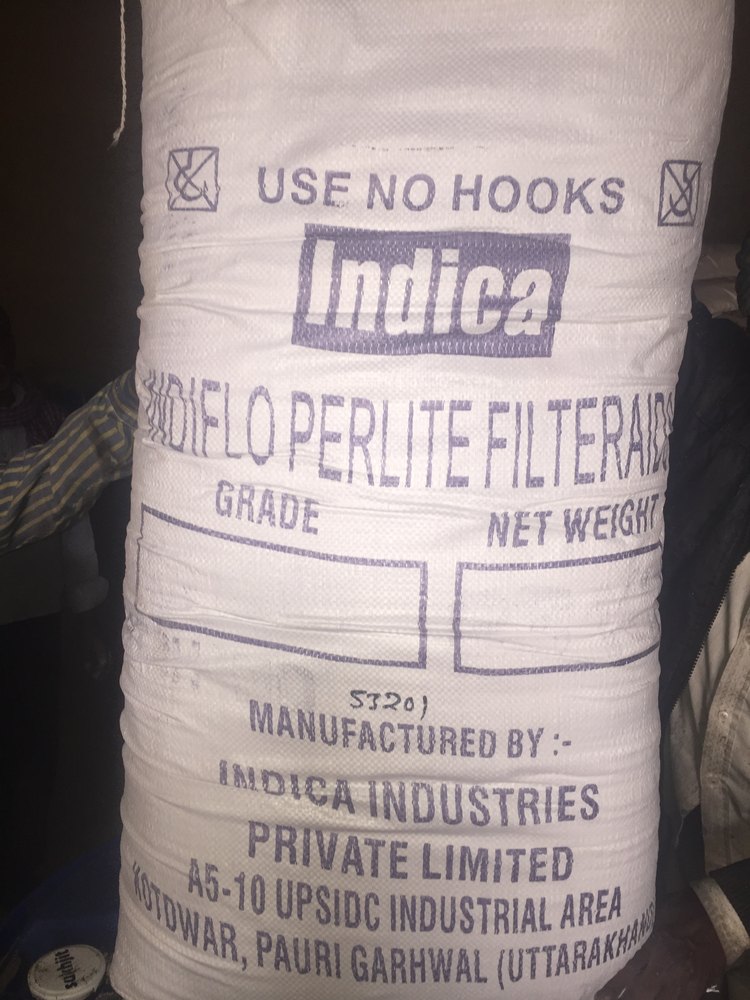 USE NO HOOKS
Indica
INDIFLO PERLITE FILTERAIDS
GRADE
NET WEIGHT
53201
MANUFACTURED BY :-
INDICA INDUSTRIES
PRIVATE LIMITED
A5-10 UPSIDC INDUSTRIAL AREA
KOTDWAR, PAURI GARHWAL (UTTARAKHAND